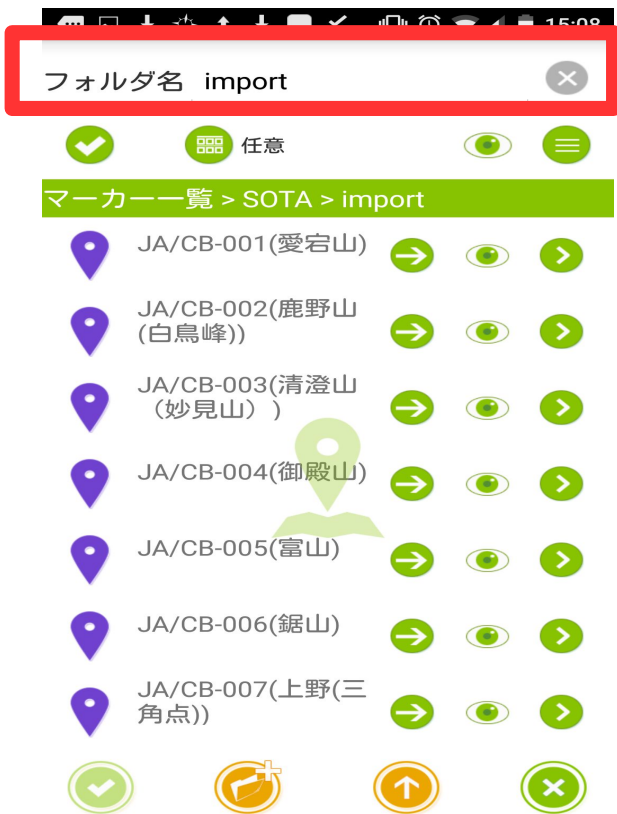 15:08
フォルダ名 import
任意
マーカー一覧 > SOTA > import
JA/CB-001(愛宕山)
JA/CB-002(鹿野山
(白鳥峰))
JA/CB-003(清澄山
（妙見山）)
JA/CB-004(御殿山)
JA/CB-005(富山)
JA/CB-006(鋸山)
JA/CB-007(上野(三
角点))